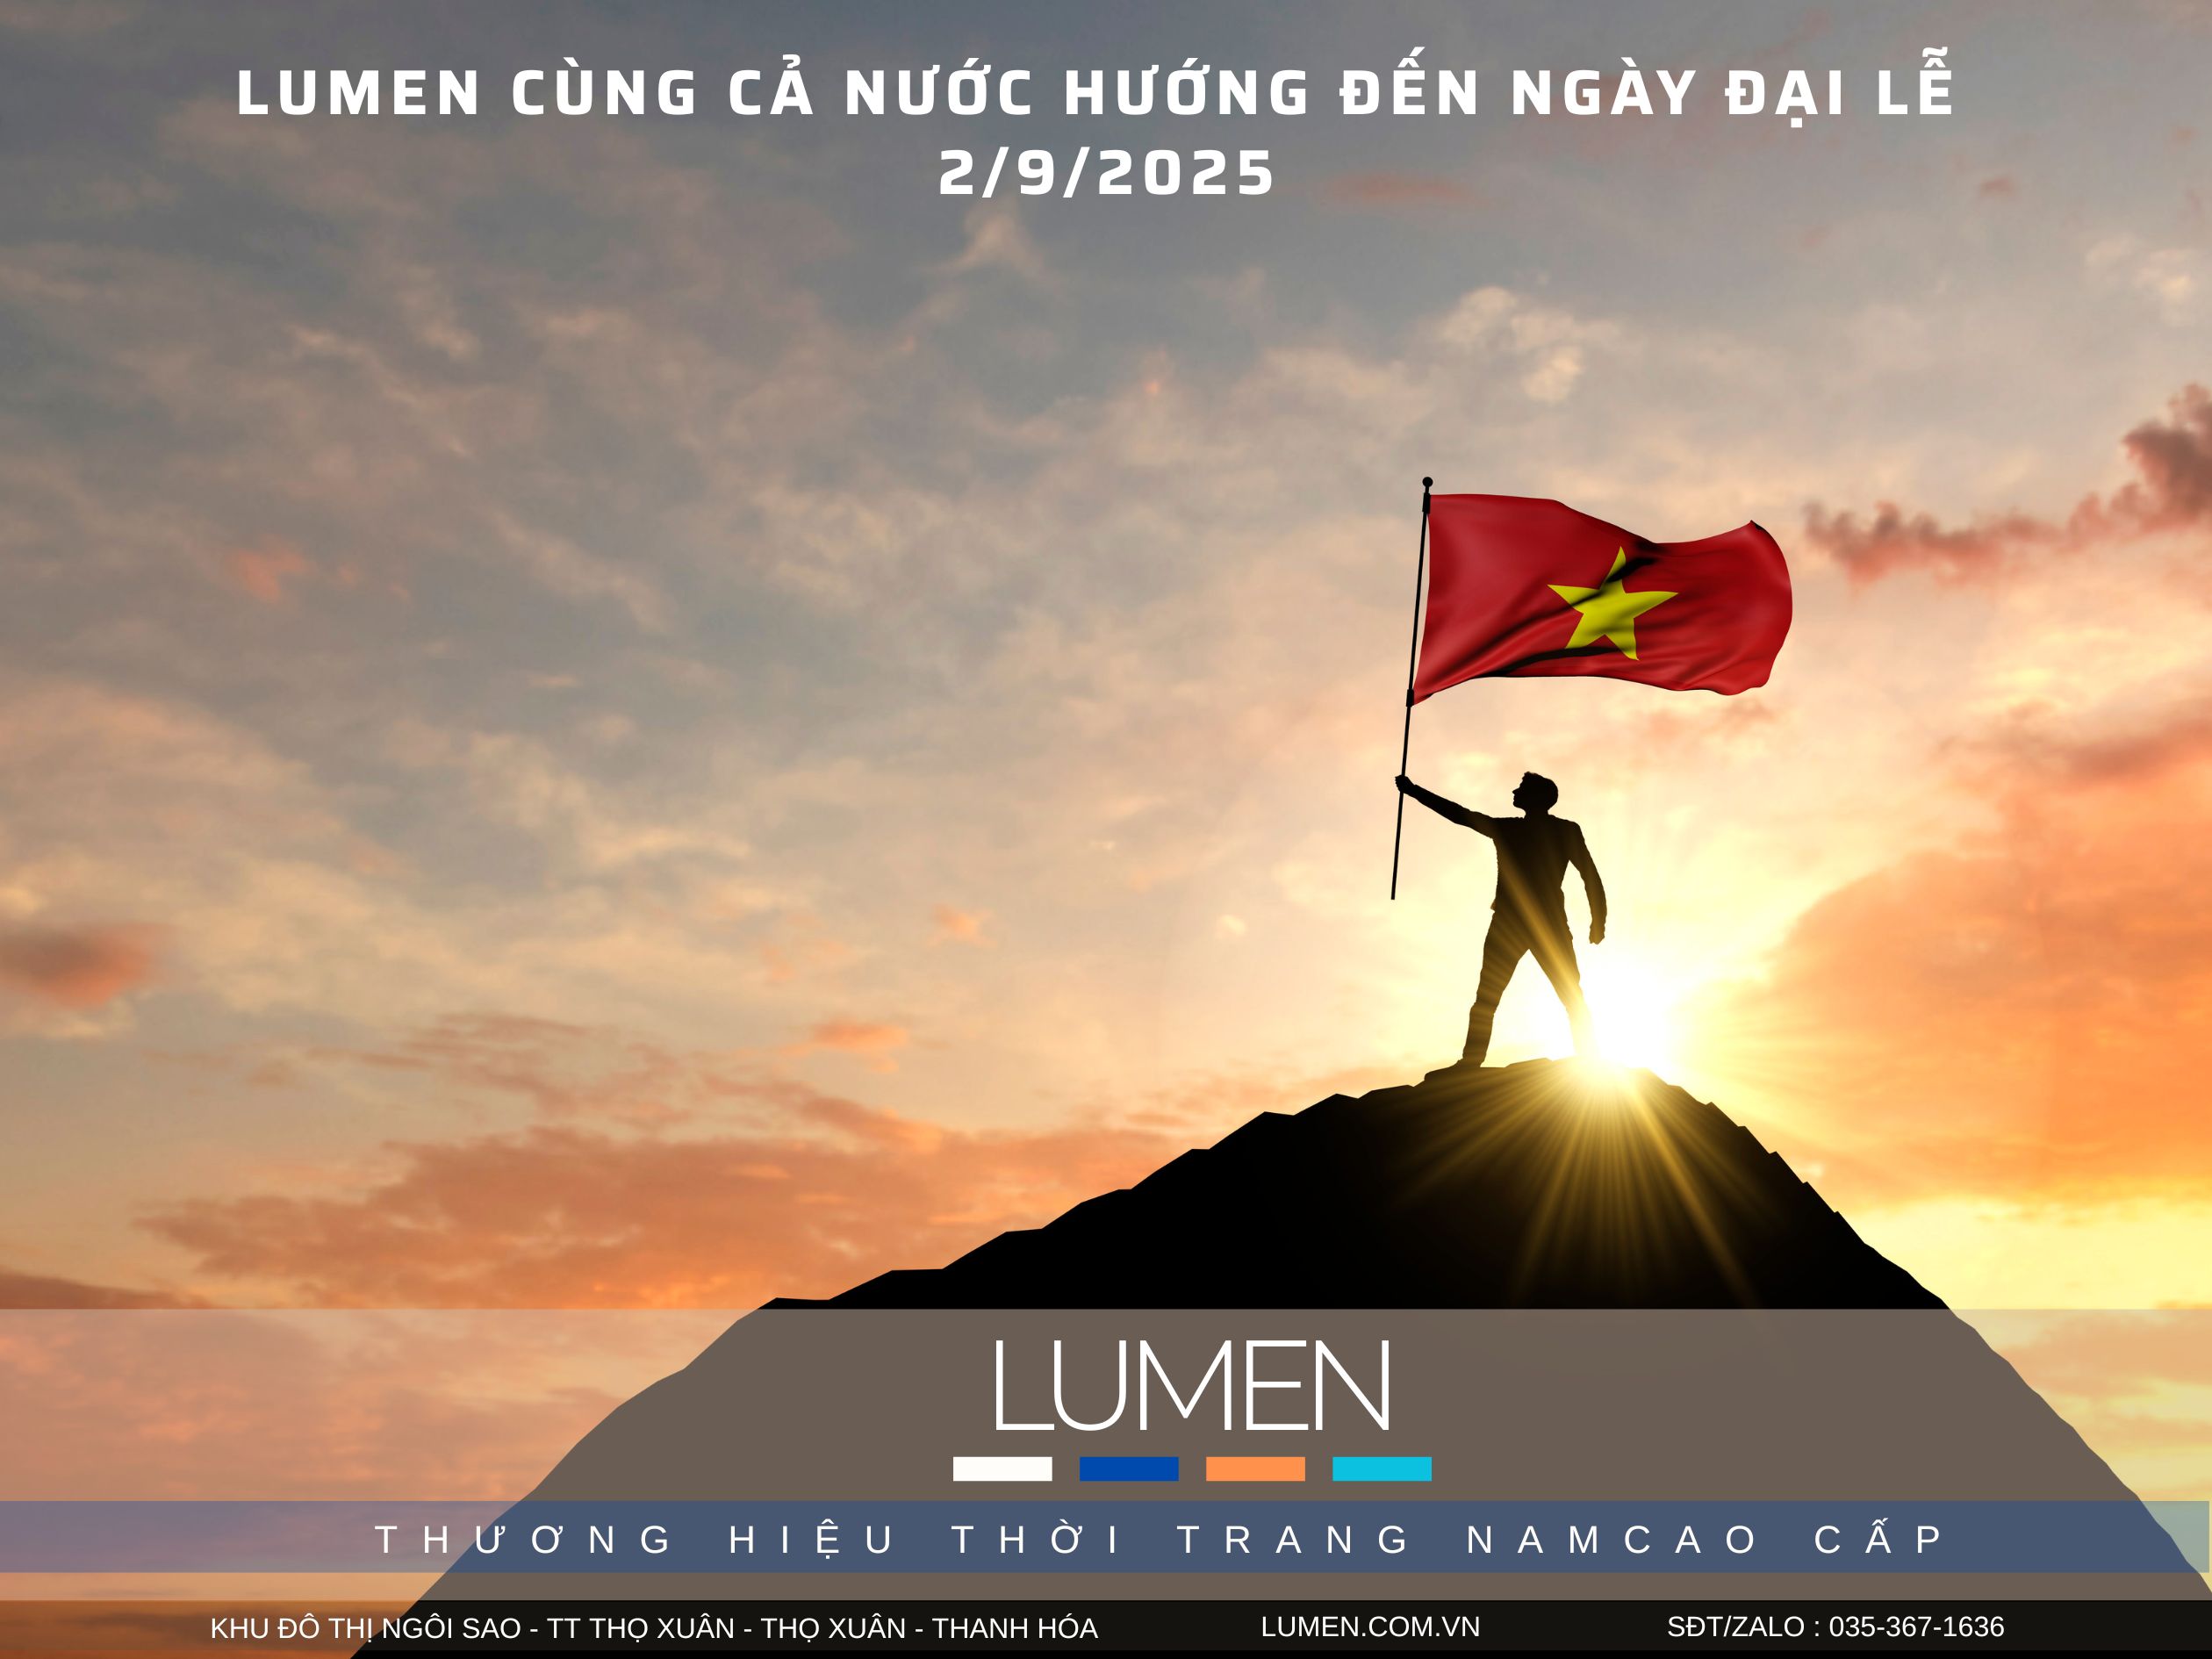 LUMEN CÙNG CẢ NƯỚC HƯỚNG ĐẾN NGÀY ĐẠI LỄ
2/9/2025
LUMEN
THƯƠNG HIỆU THỜI TRANG NAMCAO CẤP
KHU ĐÔ THỊ NGÔI SAO - TT THỌ XUÂN - THỌ XUÂN - THANH HÓA
LUMEN.COM.VN
SĐT/ZALO : 035-367-1636